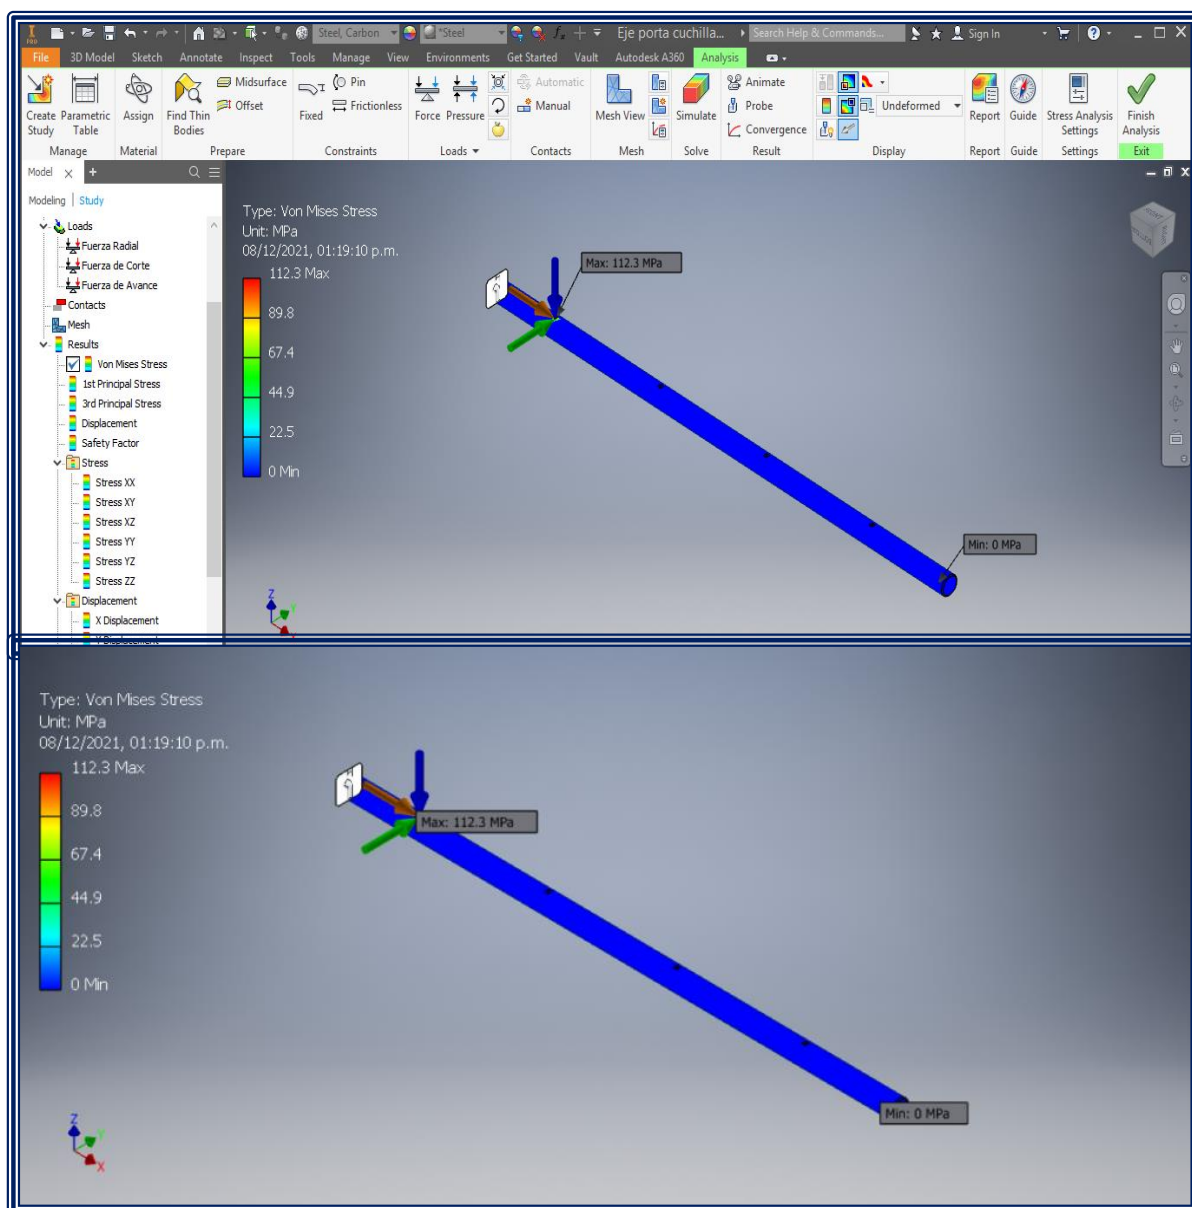 Steel, Carbon
*Steel
Eje porta cuchilla...
Search Help & Commands...
Sign In
PRO
File 3D Model Sketch Annotate Inspect Tools Manage View Environments Get Started Vault Autodesk A360 Analysis
Midsurface Pin Automatic Animate
Offset Frictionless Manual Probe Undeformed
Create Study Parametric Table Assign Find Thin Bodies Fixed Force Pressure Mesh View Simulate Convergence Report Guide Stress Analysis Settings Finish Analysis
Manage Material Prepare Constraints Loads Contacts Mesh Solve Result Display Report Guide Settings Exit
Model
Modeling Study
Loads
Fuerza Radial
Fuerza de Corte
Fuerza de Avance
Contacts
Mesh
Results
Von Mises Stress
1st Principal Stress
3rd Principal Stress
Displacement
Safety Factor
Stress
Stress XX
Stress XY
Stress XZ
Stress YY
Stress YZ
Stress ZZ
Displacement
X Displacement
Y Displacement
Type: Von Mises Stress
Unit: MPa
08/12/2021, 01:19:10 p.m.
112.3 Max
89.8
67.4
44.9
22.5
0 Min
Max: 112.3 MPa
Min: 0 MPa
Z
Type: Von Mises Stress
Unit: MPa
08/12/2021, 01:19:10 p.m.
112.3 Max
89.8
67.4
44.9
22.5
0 Min
Max: 112.3 MPa
Min: 0 MPa
Z
Y
X